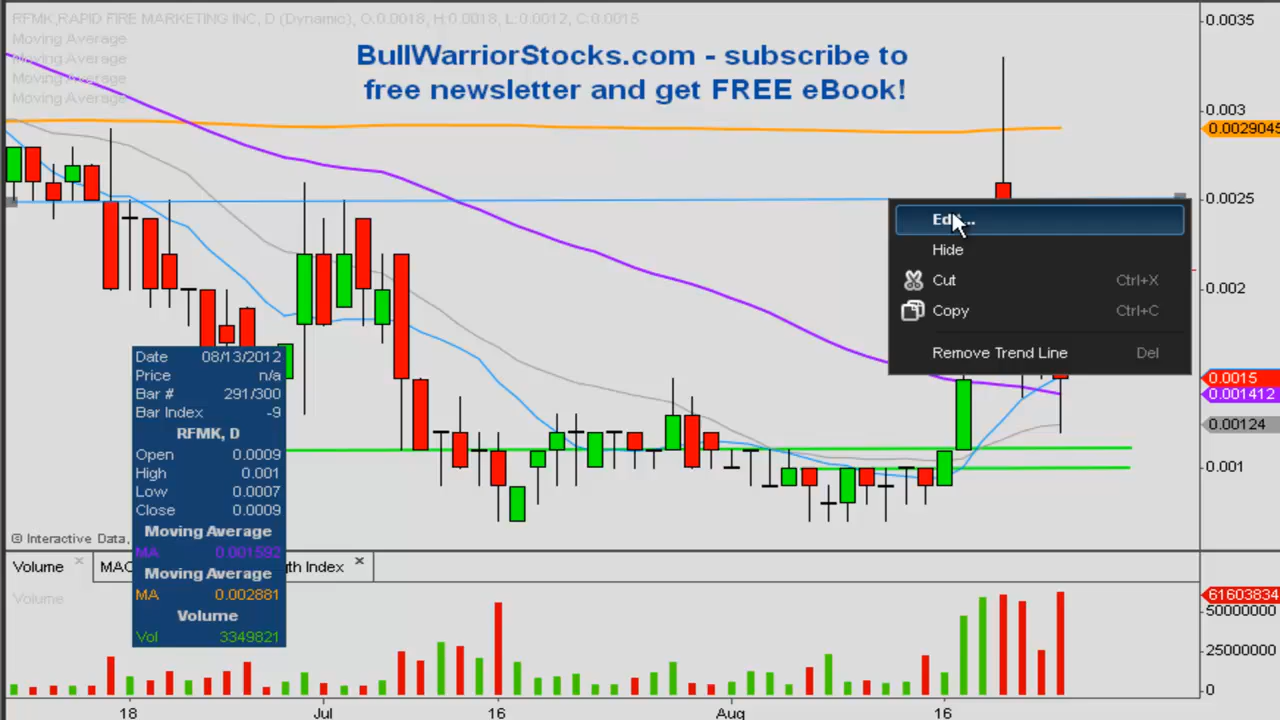 RFMK,RAPID FIRE MARKETING INC, D (Dynamic), O:0.0018, H:0.0018, L:0.0012, C:0.0015
Moving Average
Moving Average
Moving Average
Moving Average
BullWarriorStocks.com - subscribe to
free newsletter and get FREE eBook!
0.0035
0.003
0.0029045
0.0025
0.002
0.0015
0.001412
0.00124
0.001
Edit...
Hide
Cut Ctrl+X
Copy Ctrl+C
Remove Trend Line Del
Date 08/13/2012
Price n/a
Bar # 291/300
Bar Index -9
RFMK, D
Open 0.0009
High 0.001
Low 0.0007
Close 0.0009
Moving Average
MA 0.001592
Moving Average
MA 0.002881
Volume
Vol 3349821
© Interactive Data,
Volume
Volume
61603834
50000000
25000000
0
18 Jul 16 Aug 16